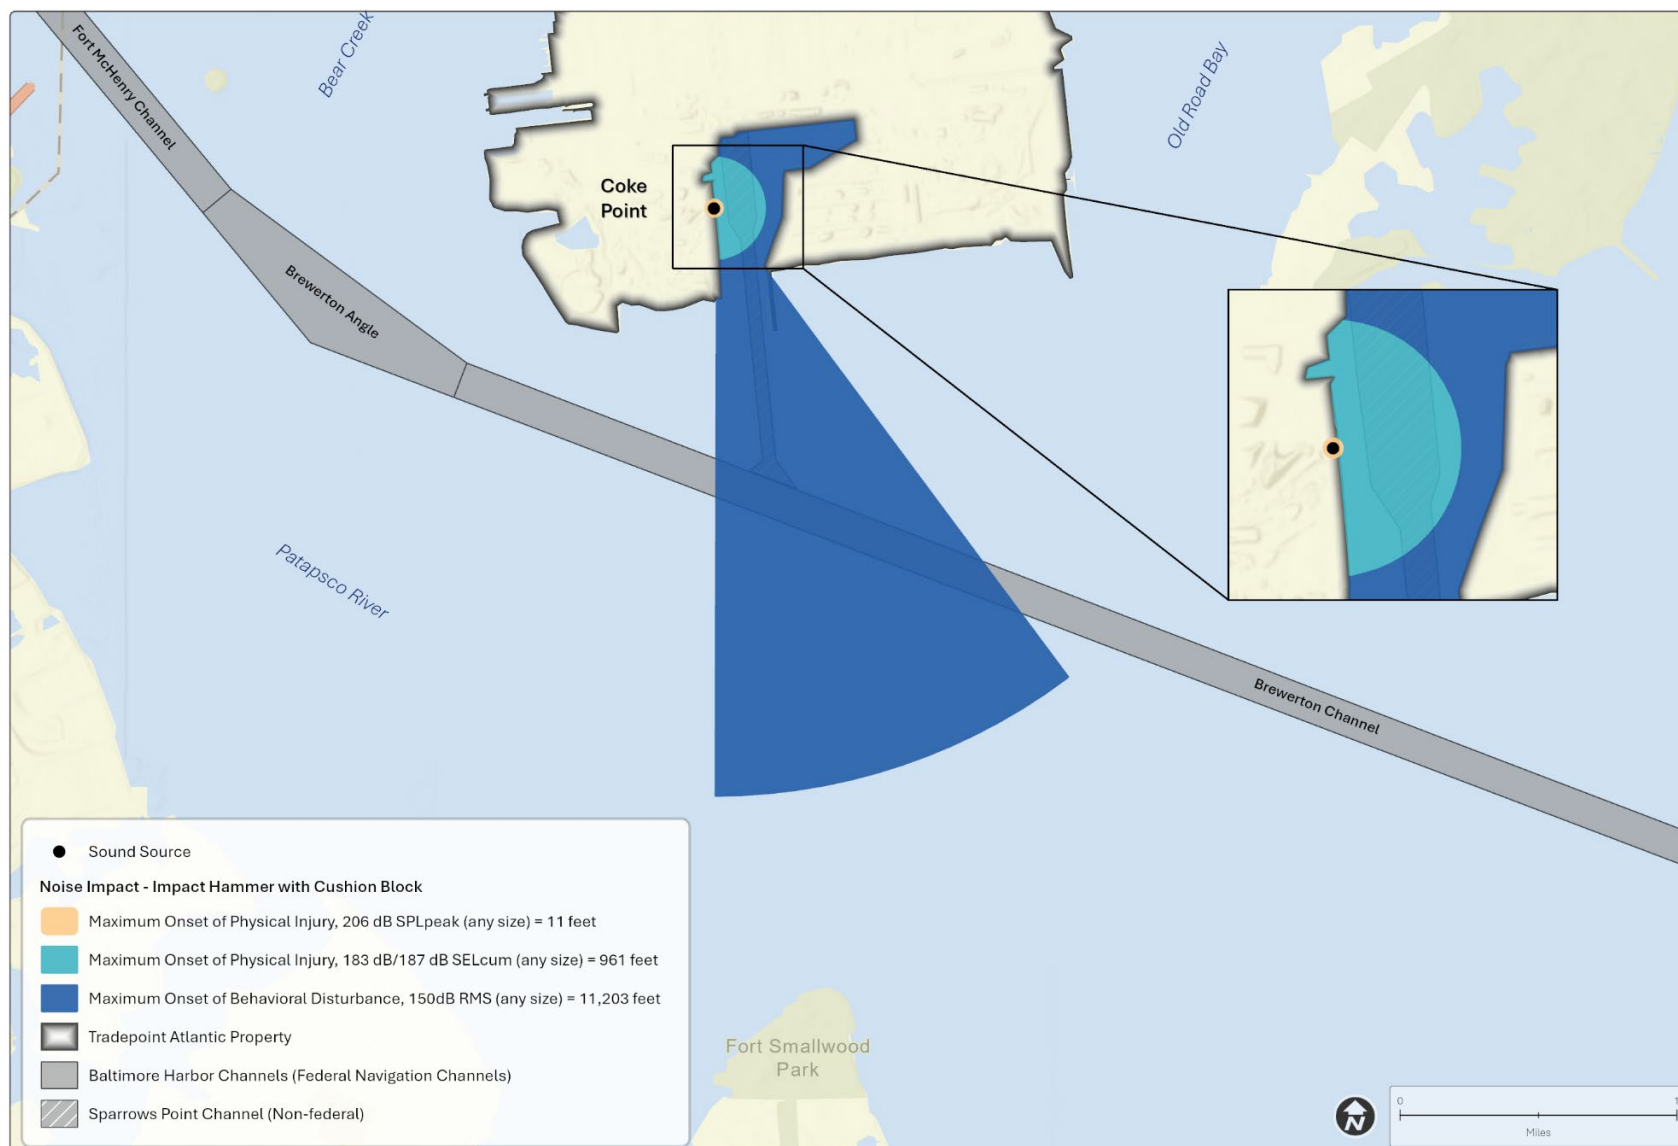 Fort McHenry Channel
Bear Creek
Old Road Bay
Coke
Point
Brewerton Angle
Patapsco River
Brewerton Channel
Sound Source
Noise Impact - Impact Hammer with Cushion Block
Maximum Onset of Physical Injury, 206 dB SPLpeak (any size) = 11 feet
Maximum Onset of Physical Injury, 183 dB/187 dB SELcum (any size) = 961 feet
Maximum Onset of Behavioral Disturbance, 150dB RMS (any size) = 11,203 feet
Tradepoint Atlantic Property
Baltimore Harbor Channels (Federal Navigation Channels)
Sparrows Point Channel (Non-federal)
Fort Smallwood
Park
N
0 1
Miles